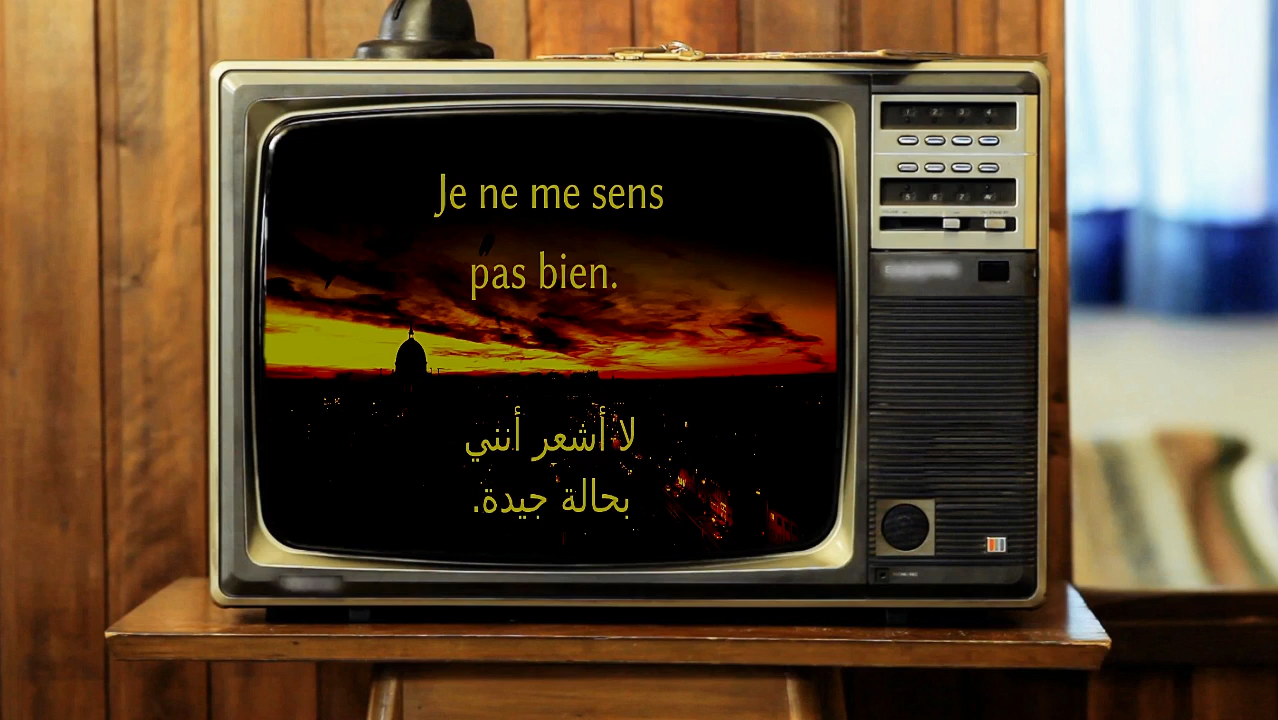 Je ne me sens
pas bien.
لا أشعر أنني
بحالة جيدة.